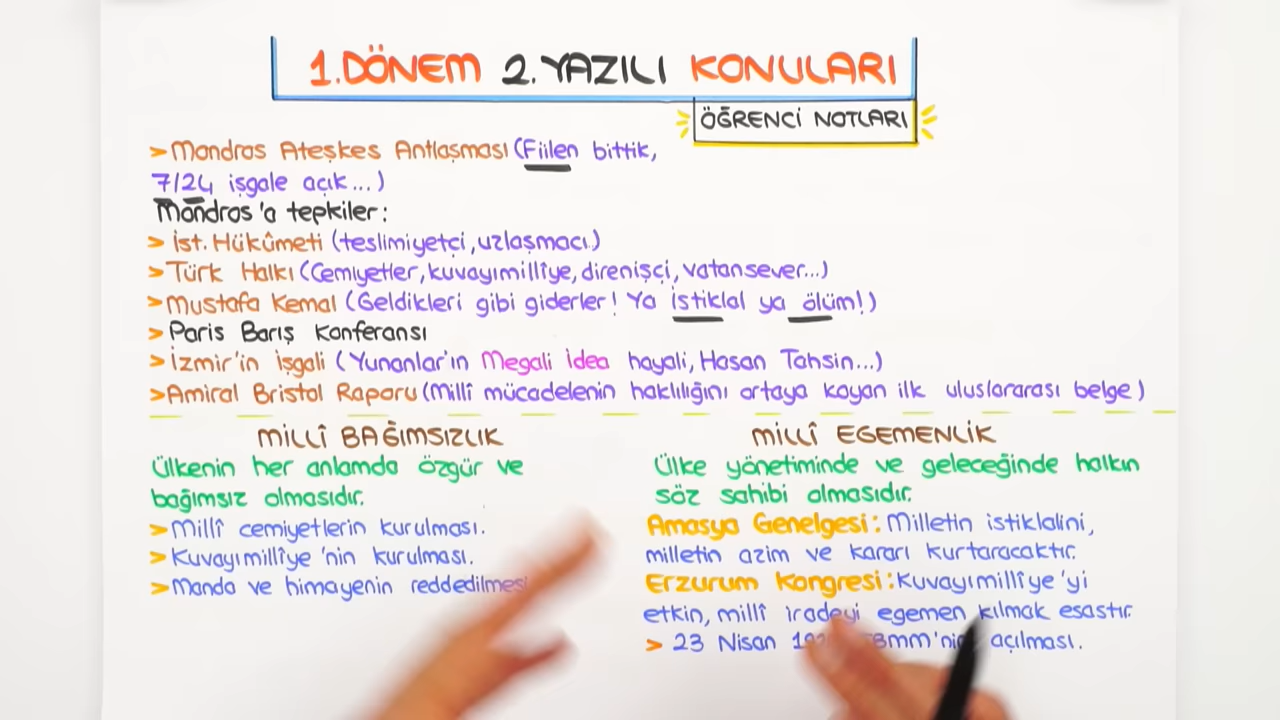 1.DÖNEM 2.YAZILI KONULARI
ÖĞRENCİ NOTLARI
>Mondros Ateşkes Antlaşması (Fiilen bittik,
7/24 işgale açık...)
Mondros'a tepkiler:
> İst. Hükûmeti (teslimiyetçi, uzlaşmacı)
>Türk Halkı (Cemiyetler, kuvayımillîye, direnişçi, vatansever...)
>Mustafa Kemal (Geldikleri gibi giderler! Ya istiklal ya ölüm!)
> Paris Barış Konferansı
> İzmir'in işgali (Yunanlar'ın Megali İdea hayali, Hasan Tahsin...)
>Amiral Bristol Raporu (Millî mücadelenin haklılığını ortaya koyan ilk uluslararası belge)
MİLLÎ BAĞIMSIZLIK
Ülkenin her anlamda özgür ve
bağımsız olmasıdır.
>Millî cemiyetlerin kurulması.
>Kuvayımillîye'nin kurulması.
>Manda ve himayenin reddedilmesi
MİLLÎ EGEMENLİK
Ülke yönetiminde ve geleceğinde halkın
söz sahibi olmasıdır.
Amasya Genelgesi: Milletin istiklalini,
milletin azim ve kararı kurtaracaktır.
Erzurum Kongresi: Kuvayımillîye'yi
etkin, millî iradeyi egemen kılmak esastır.
> 23 Nisan açılması.